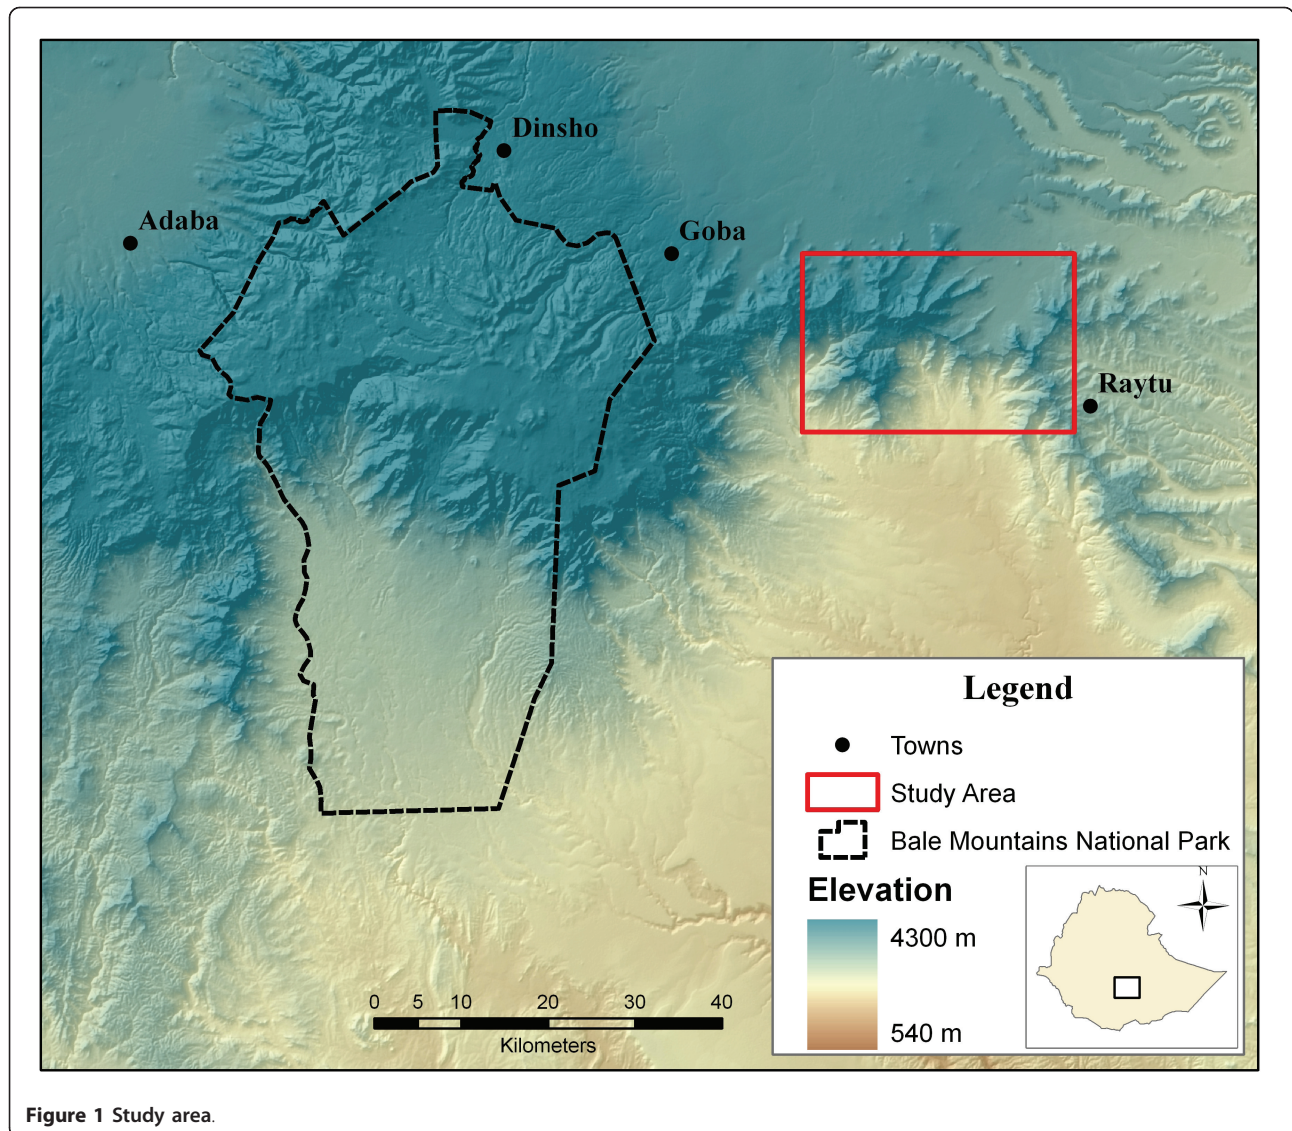 Dinsho
Adaba
Goba
Raytu
Legend
Towns
Study Area
Bale Mountains National Park
Elevation
4300 m
540 m
N
0 5 10 20 30 40
Kilometers
Figure 1 Study area.